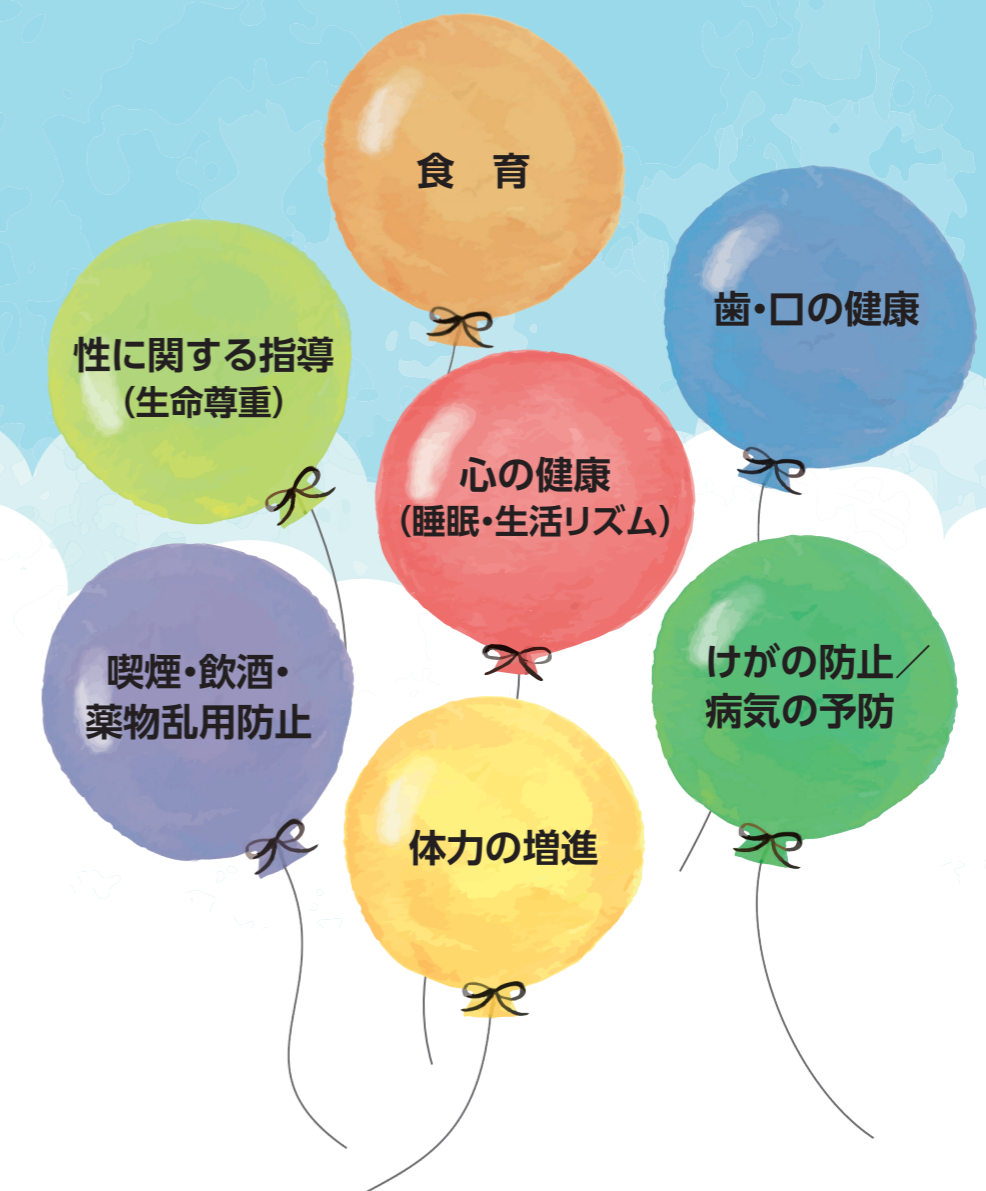 食　育
歯・口の健康
性に関する指導
（生命尊重）
心の健康
（睡眠・生活リズム）
けがの防止／
病気の予防
喫煙・飲酒・
薬物乱用防止
体力の増進